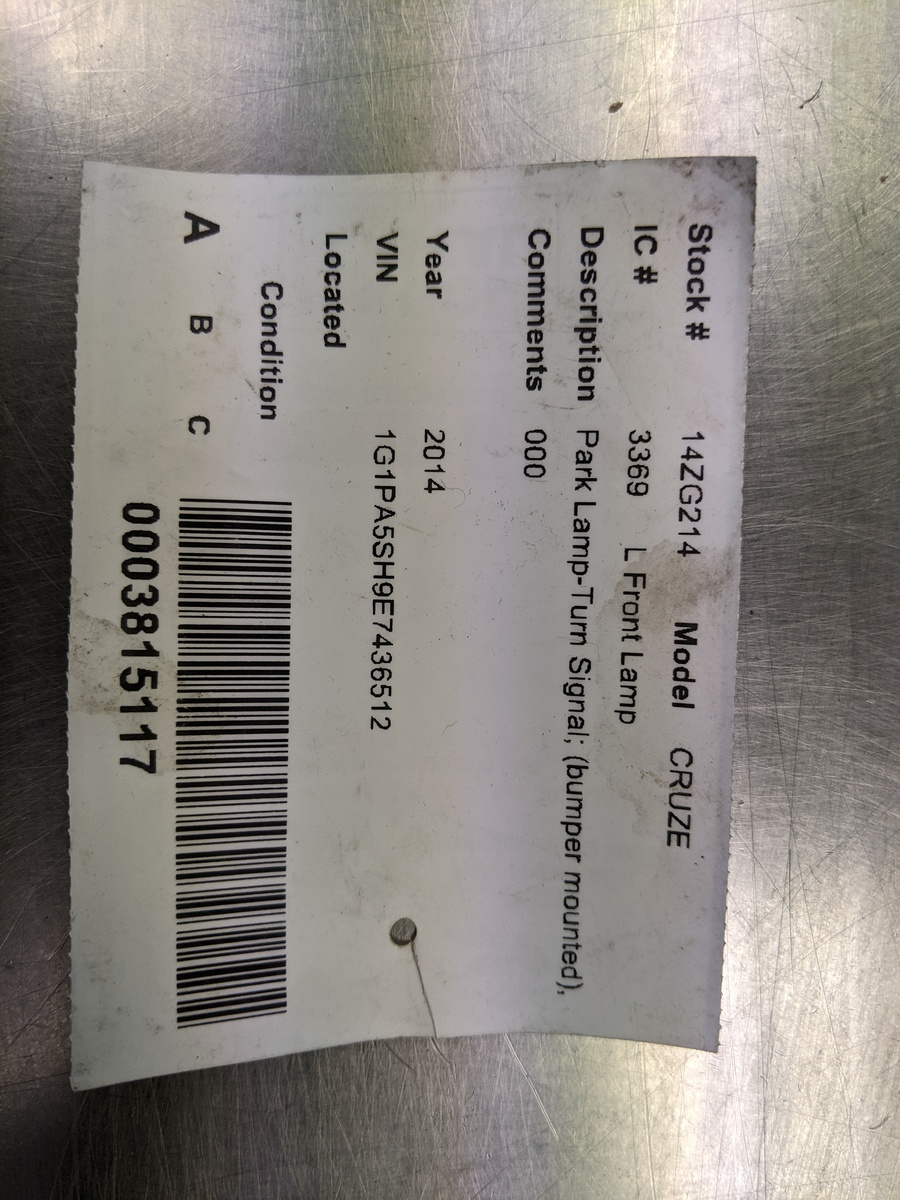 Stock # 14ZG214 Model CRUZE
IC # 3369 L Front Lamp
Description Park Lamp-Turn Signal; (bumper mounted),
Comments 000
Year 2014
VIN 1G1PA5SH9E7436512
Located
Condition
A B C
0003815117